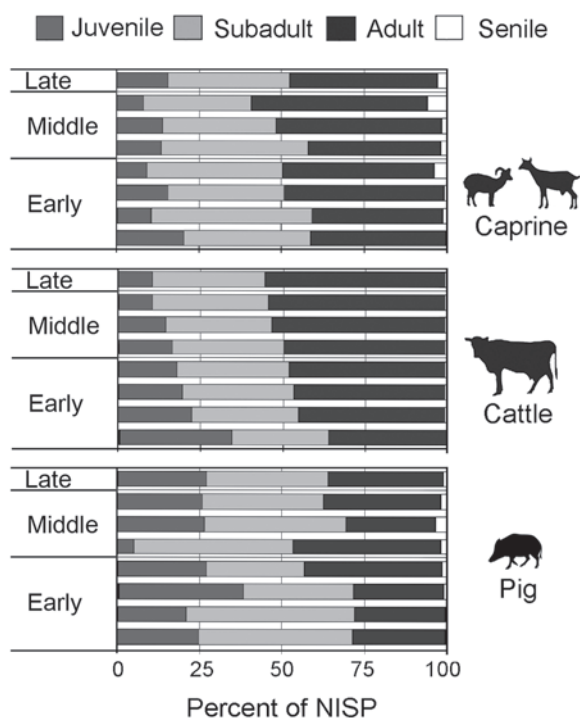 Juvenile Subadult Adult Senile
Late
Middle
Early
Caprine
Late
Middle
Early
Cattle
Late
Middle
Early
Pig
0 25 50 75 100
Percent of NISP